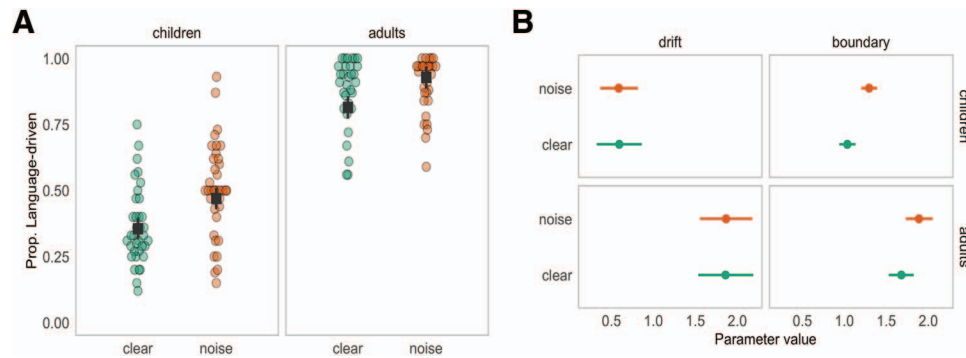 A
children
adults
Prop. Language-driven
1.00
0.75
0.50
0.25
0.00
clear
noise
clear
noise
B
drift
boundary
noise
clear
children
noise
clear
adults
0.5 1.0 1.5 2.0 0.5 1.0 1.5 2.0
Parameter value